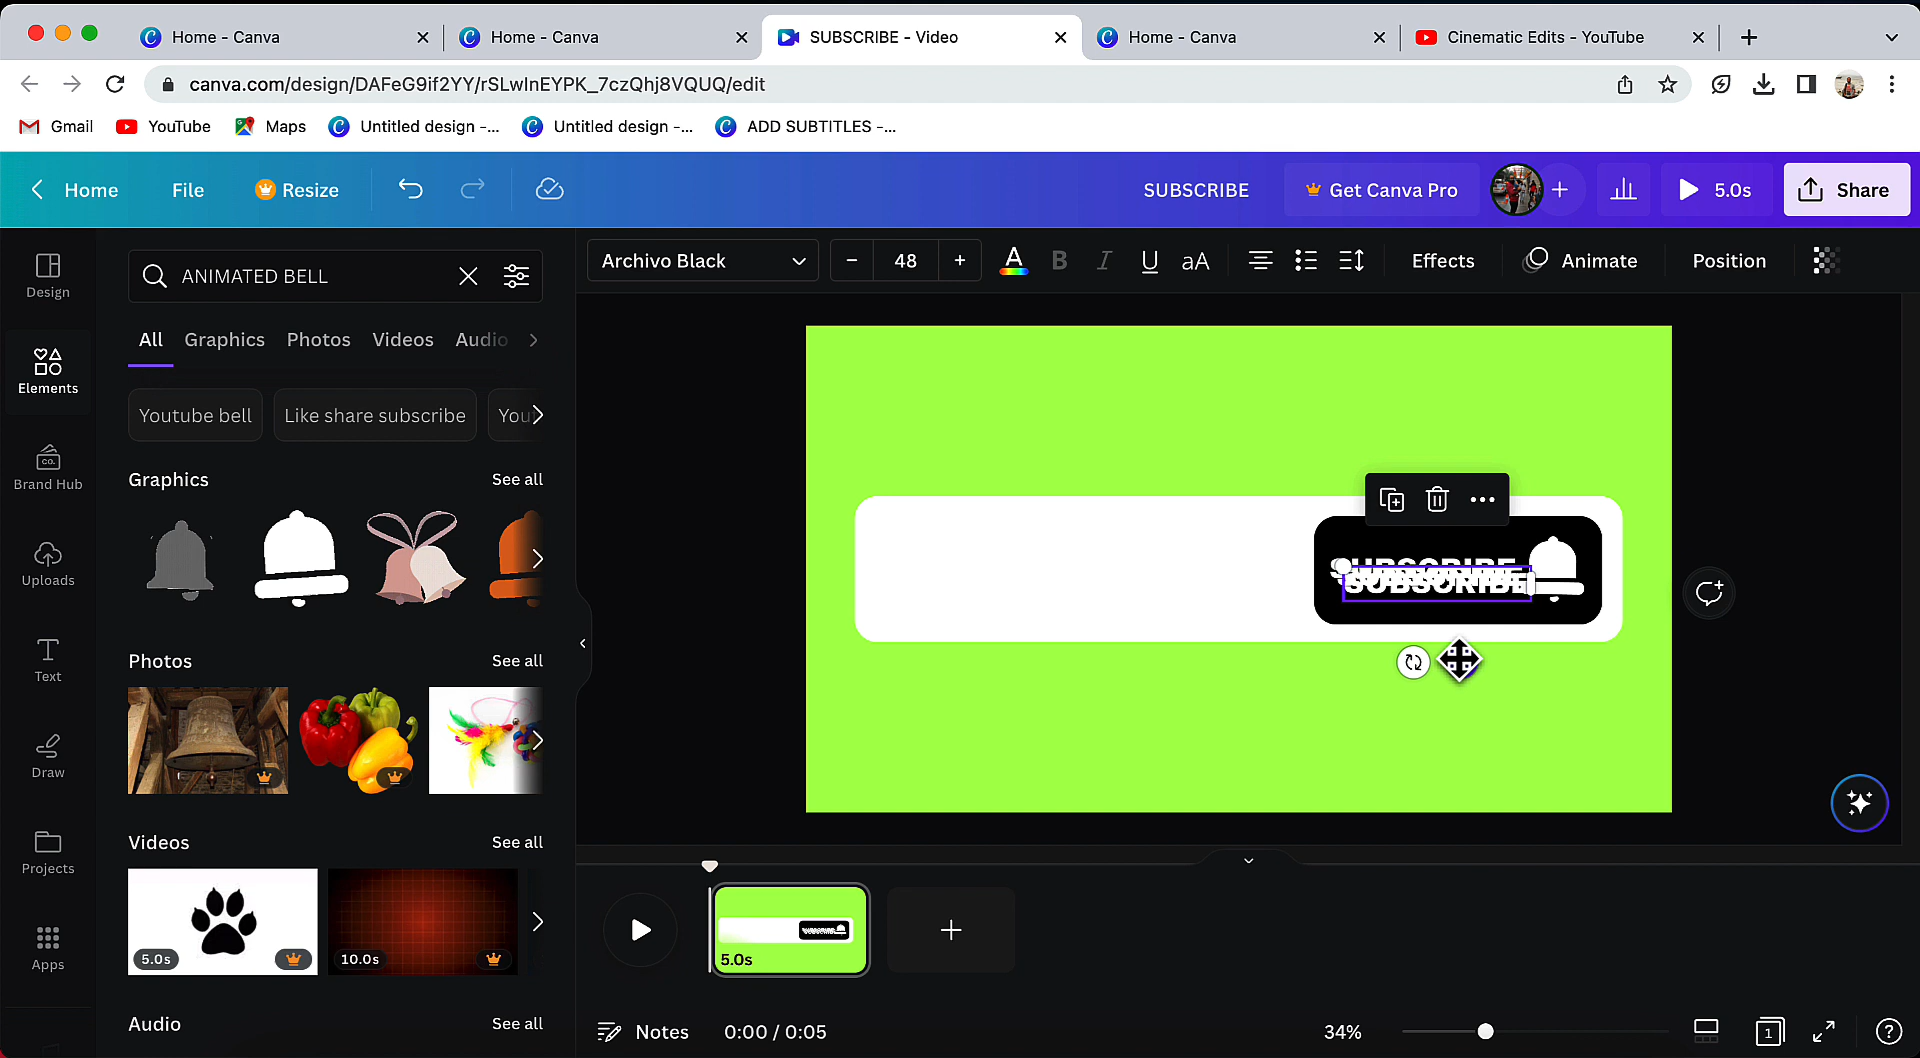 Home - Canva
Home - Canva
SUBSCRIBE - Video
Home - Canva
Cinematic Edits - YouTube
canva.com/design/DAFeG9if2YY/rSLwlnEYPK_7czQhj8VQUQ/edit
Gmail
YouTube
Maps
Untitled design -...
Untitled design -...
ADD SUBTITLES -...
Home
File
Resize
SUBSCRIBE
Get Canva Pro
5.0s
Share
Design
Elements
Brand Hub
CO.
Uploads
Text
Draw
Projects
Apps
ANIMATED BELL
All
Graphics
Photos
Videos
Audio
Youtube bell
Like share subscribe
You
Graphics
See all
Photos
See all
Videos
See all
5.0s
10.0s
Audio
See all
Archivo Black
48
A
B
I
U
aA
Effects
Animate
Position
SUBSCRIBE
SUBSCRIBE
5.0s
Notes
0:00 / 0:05
34%
1